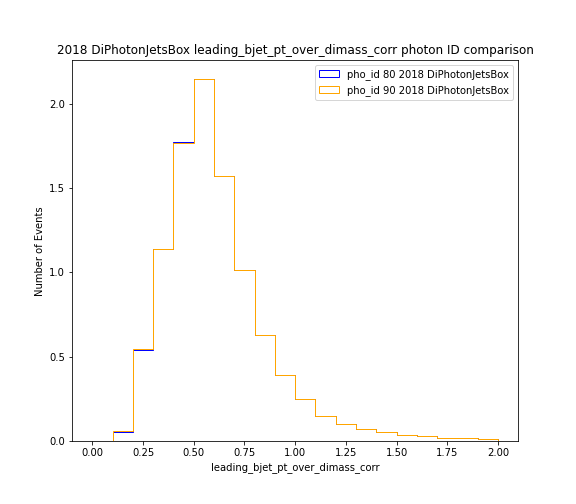 2018 DiPhotonJetsBox leading_bjet_pt_over_dimass_corr photon ID comparison
pho_id 80 2018 DiPhotonJetsBox
pho_id 90 2018 DiPhotonJetsBox
2.0
1.5
1.0
0.5
0.0
Number of Events
0.00 0.25 0.50 0.75 1.00 1.25 1.50 1.75 2.00
leading_bjet_pt_over_dimass_corr